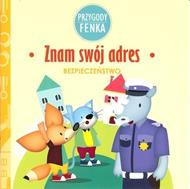 PRZYGODY
FENKA
• Znam swój adres •
BEZPIECZEŃSTWO